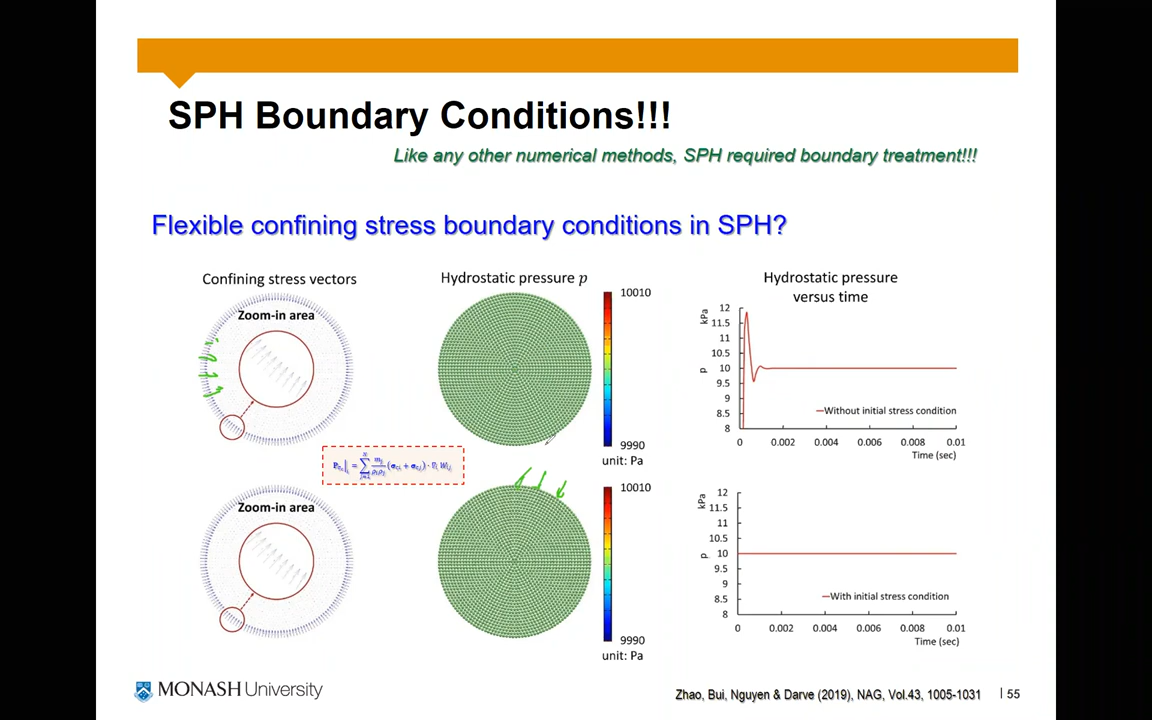 SPH Boundary Conditions!!!
Like any other numerical methods, SPH required boundary treatment!!!
Flexible confining stress boundary conditions in SPH?
Confining stress vectors
Zoom-in area
Hydrostatic pressure p
10010
9990
unit: Pa
Hydrostatic pressure
versus time
kPa
p
12
11.5
11
10.5
10
9.5
9
8.5
8
Without initial stress condition
0 0.002 0.004 0.006 0.008 0.01
Time (sec)
Zoom-in area
10010
9990
unit: Pa
kPa
p
12
11.5
11
10.5
10
9.5
9
8.5
8
With initial stress condition
0 0.002 0.004 0.006 0.008 0.01
Time (sec)
MONASH University
Zhao, Bui, Nguyen & Darve (2019), NAG, Vol.43, 1005-1031
55